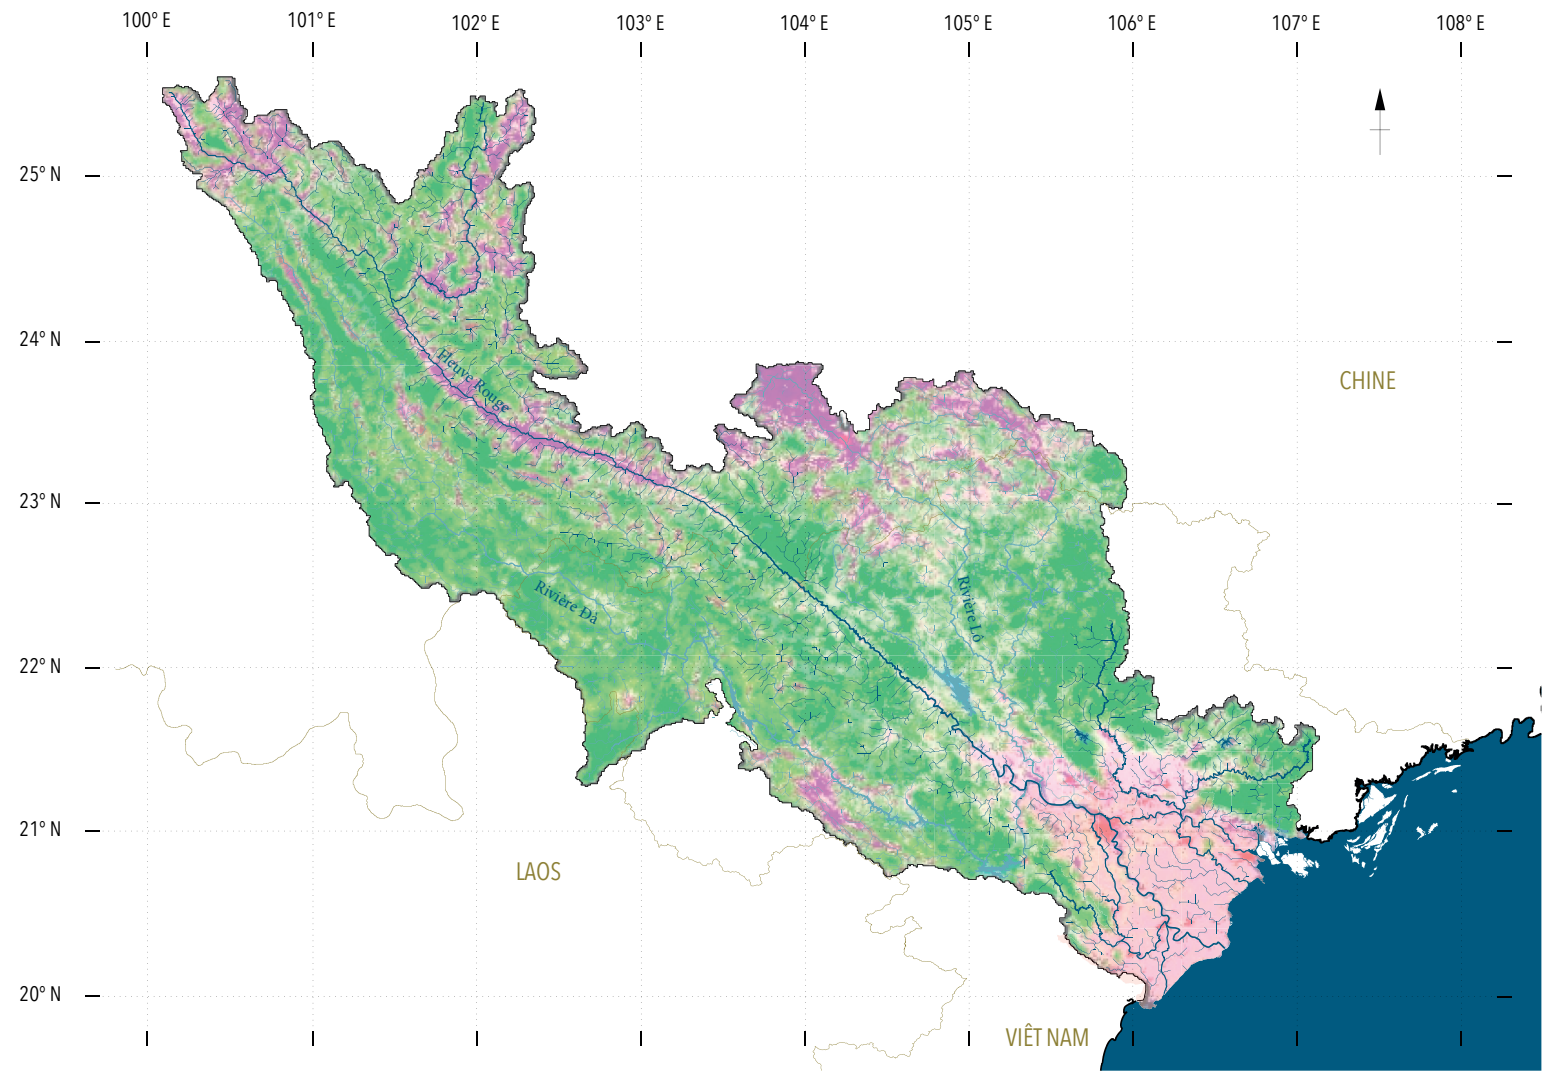 100° E
101° E
102° E
103° E
104° E
105° E
106° E
107° E
108° E
25° N
24° N
23° N
22° N
21° N
20° N
Fleuve Rouge
CHINE
Rivière Đà
Rivière Lô
LAOS
VIÊT NAM